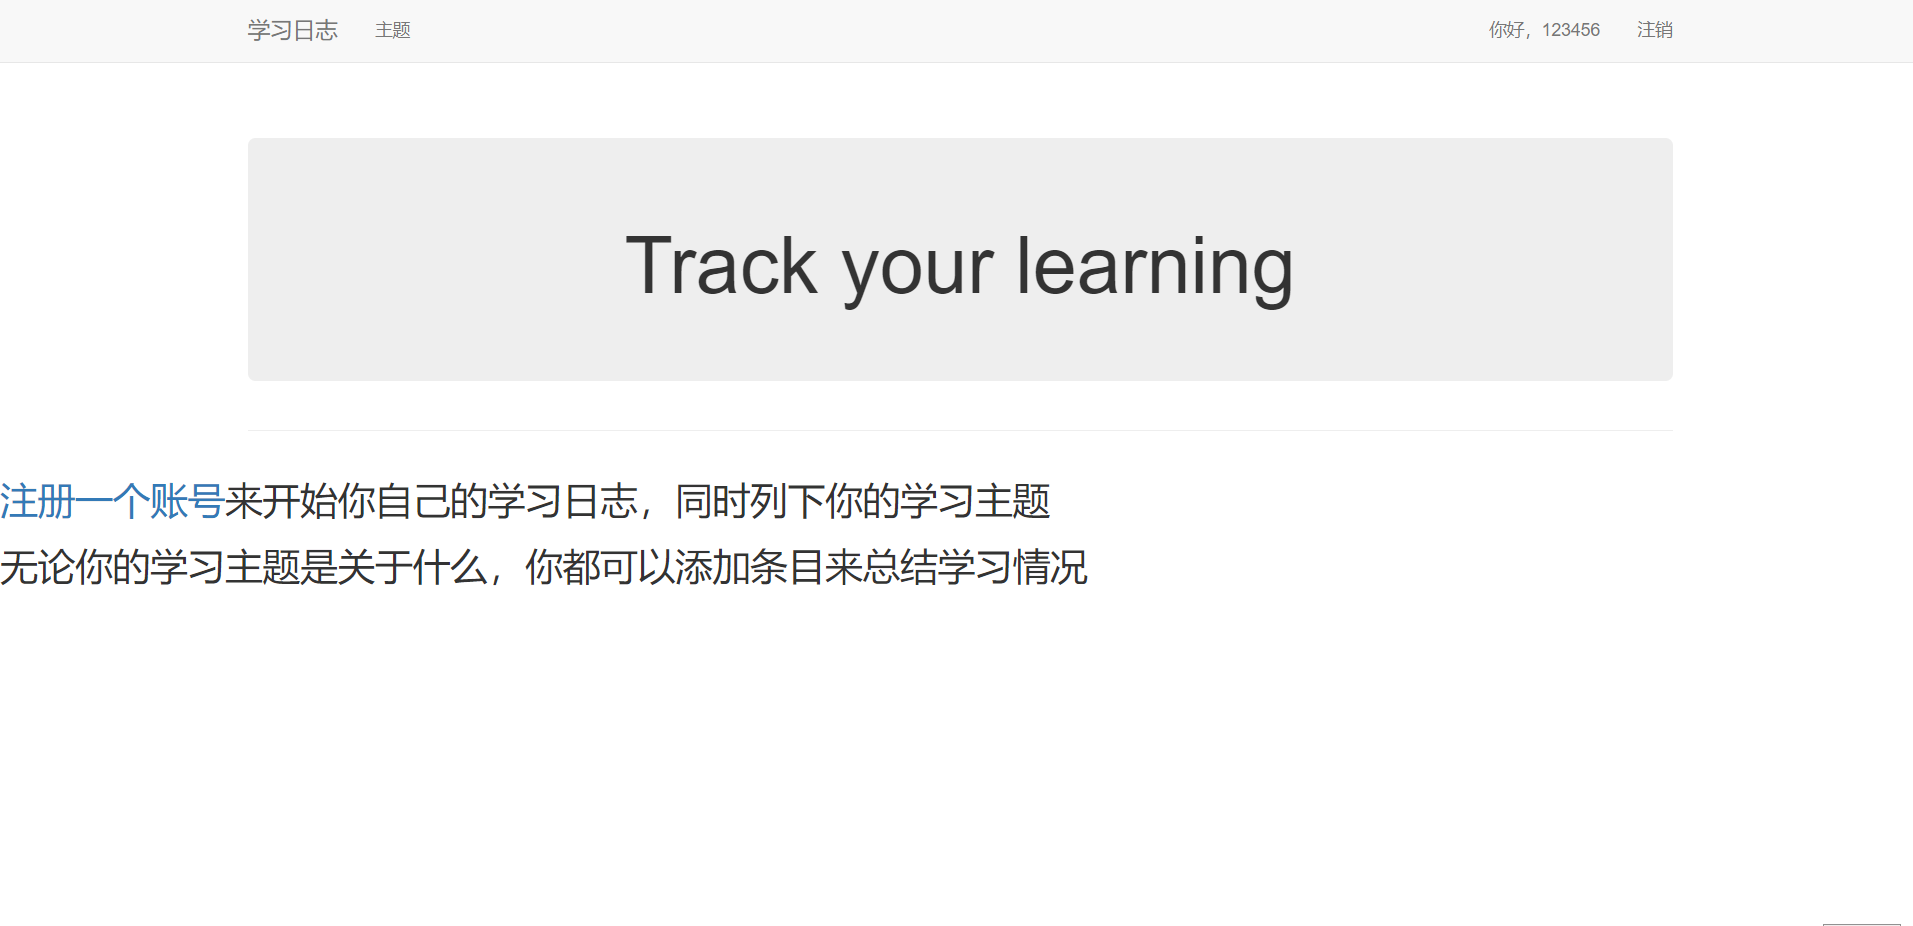 学习日志 主题 你好，123456 注销
Track your learning
注册一个账号来开始你自己的学习日志，同时列下你的学习主题
无论你的学习主题是关于什么，你都可以添加条目来总结学习情况